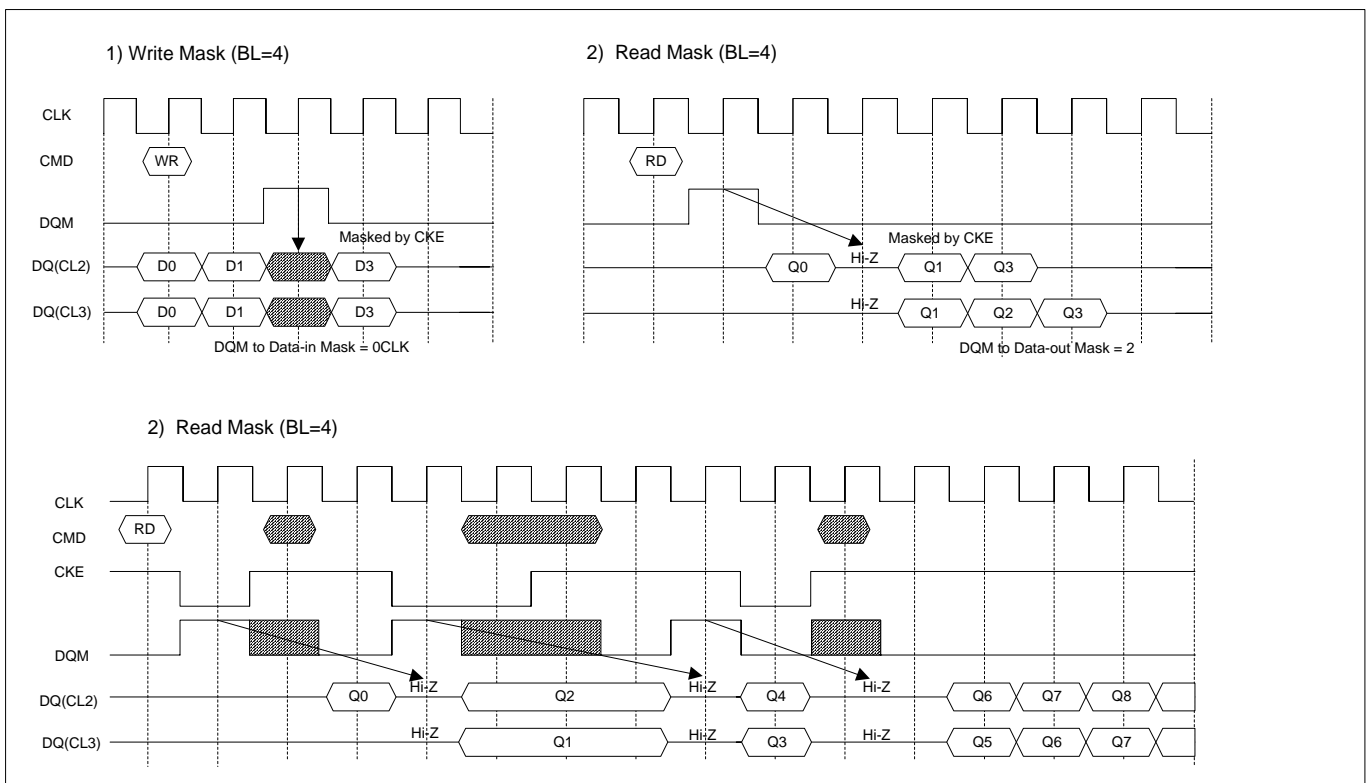 1) Write Mask (BL=4)
CLK
CMD
WR
DQM
Masked by CKE
DQ(CL2)
D0 D1 D3
DQ(CL3)
D0 D1 D3
DQM to Data-in Mask = 0CLK
2) Read Mask (BL=4)
RD
Masked by CKE
Hi-Z
Q0 Q1 Q3
Hi-Z
Q1 Q2 Q3
DQM to Data-out Mask = 2
2) Read Mask (BL=4)
CLK
RD
CMD
CKE
DQM
DQ(CL2)
Q0 Hi-Z Q2 Hi-Z Q4 Hi-Z Q6 Q7 Q8
DQ(CL3)
Hi-Z Q1 Hi-Z Q3 Hi-Z Q5 Q6 Q7